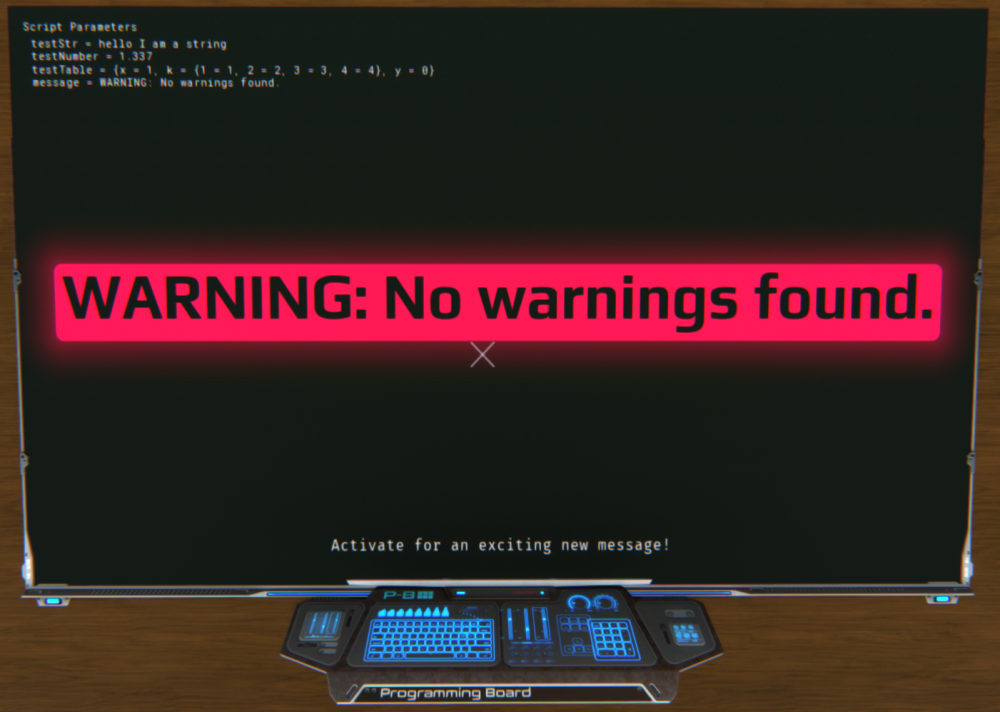 Script Parameters
testStr = hello I am a string
testNumber = 1.337
testTable = {x = 1, k = {1 = 1, 2 = 2, 3 = 3, 4 = 4}, y = 0}
message = WARNING: No warnings found.
WARNING: No warnings found.
Activate for an exciting new message!
P-8
Programming Board